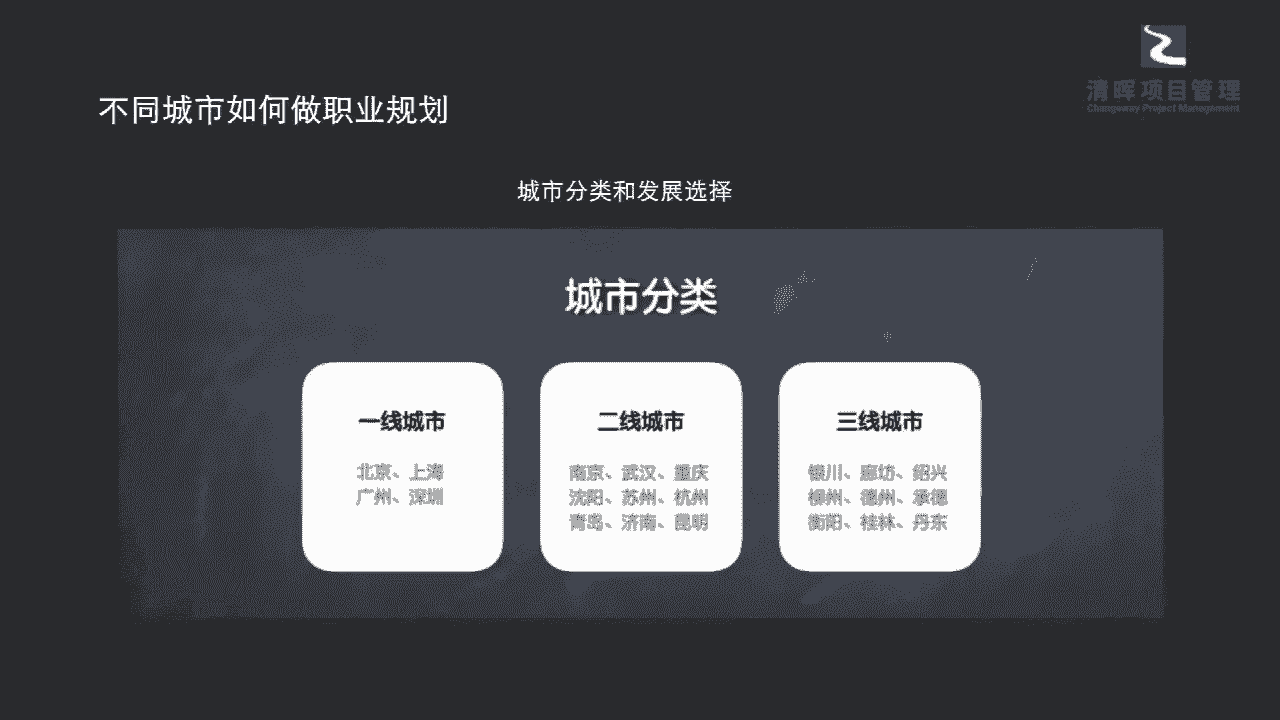 清晖项目管理
Changeway Project Management
不同城市如何做职业规划
城市分类和发展选择
城市分类
一线城市
北京、上海
广州、深圳
二线城市
南京、武汉、重庆
沈阳、苏州、杭州
青岛、济南、昆明
三线城市
银川、廊坊、绍兴
柳州、德州、承德
衡阳、桂林、丹东